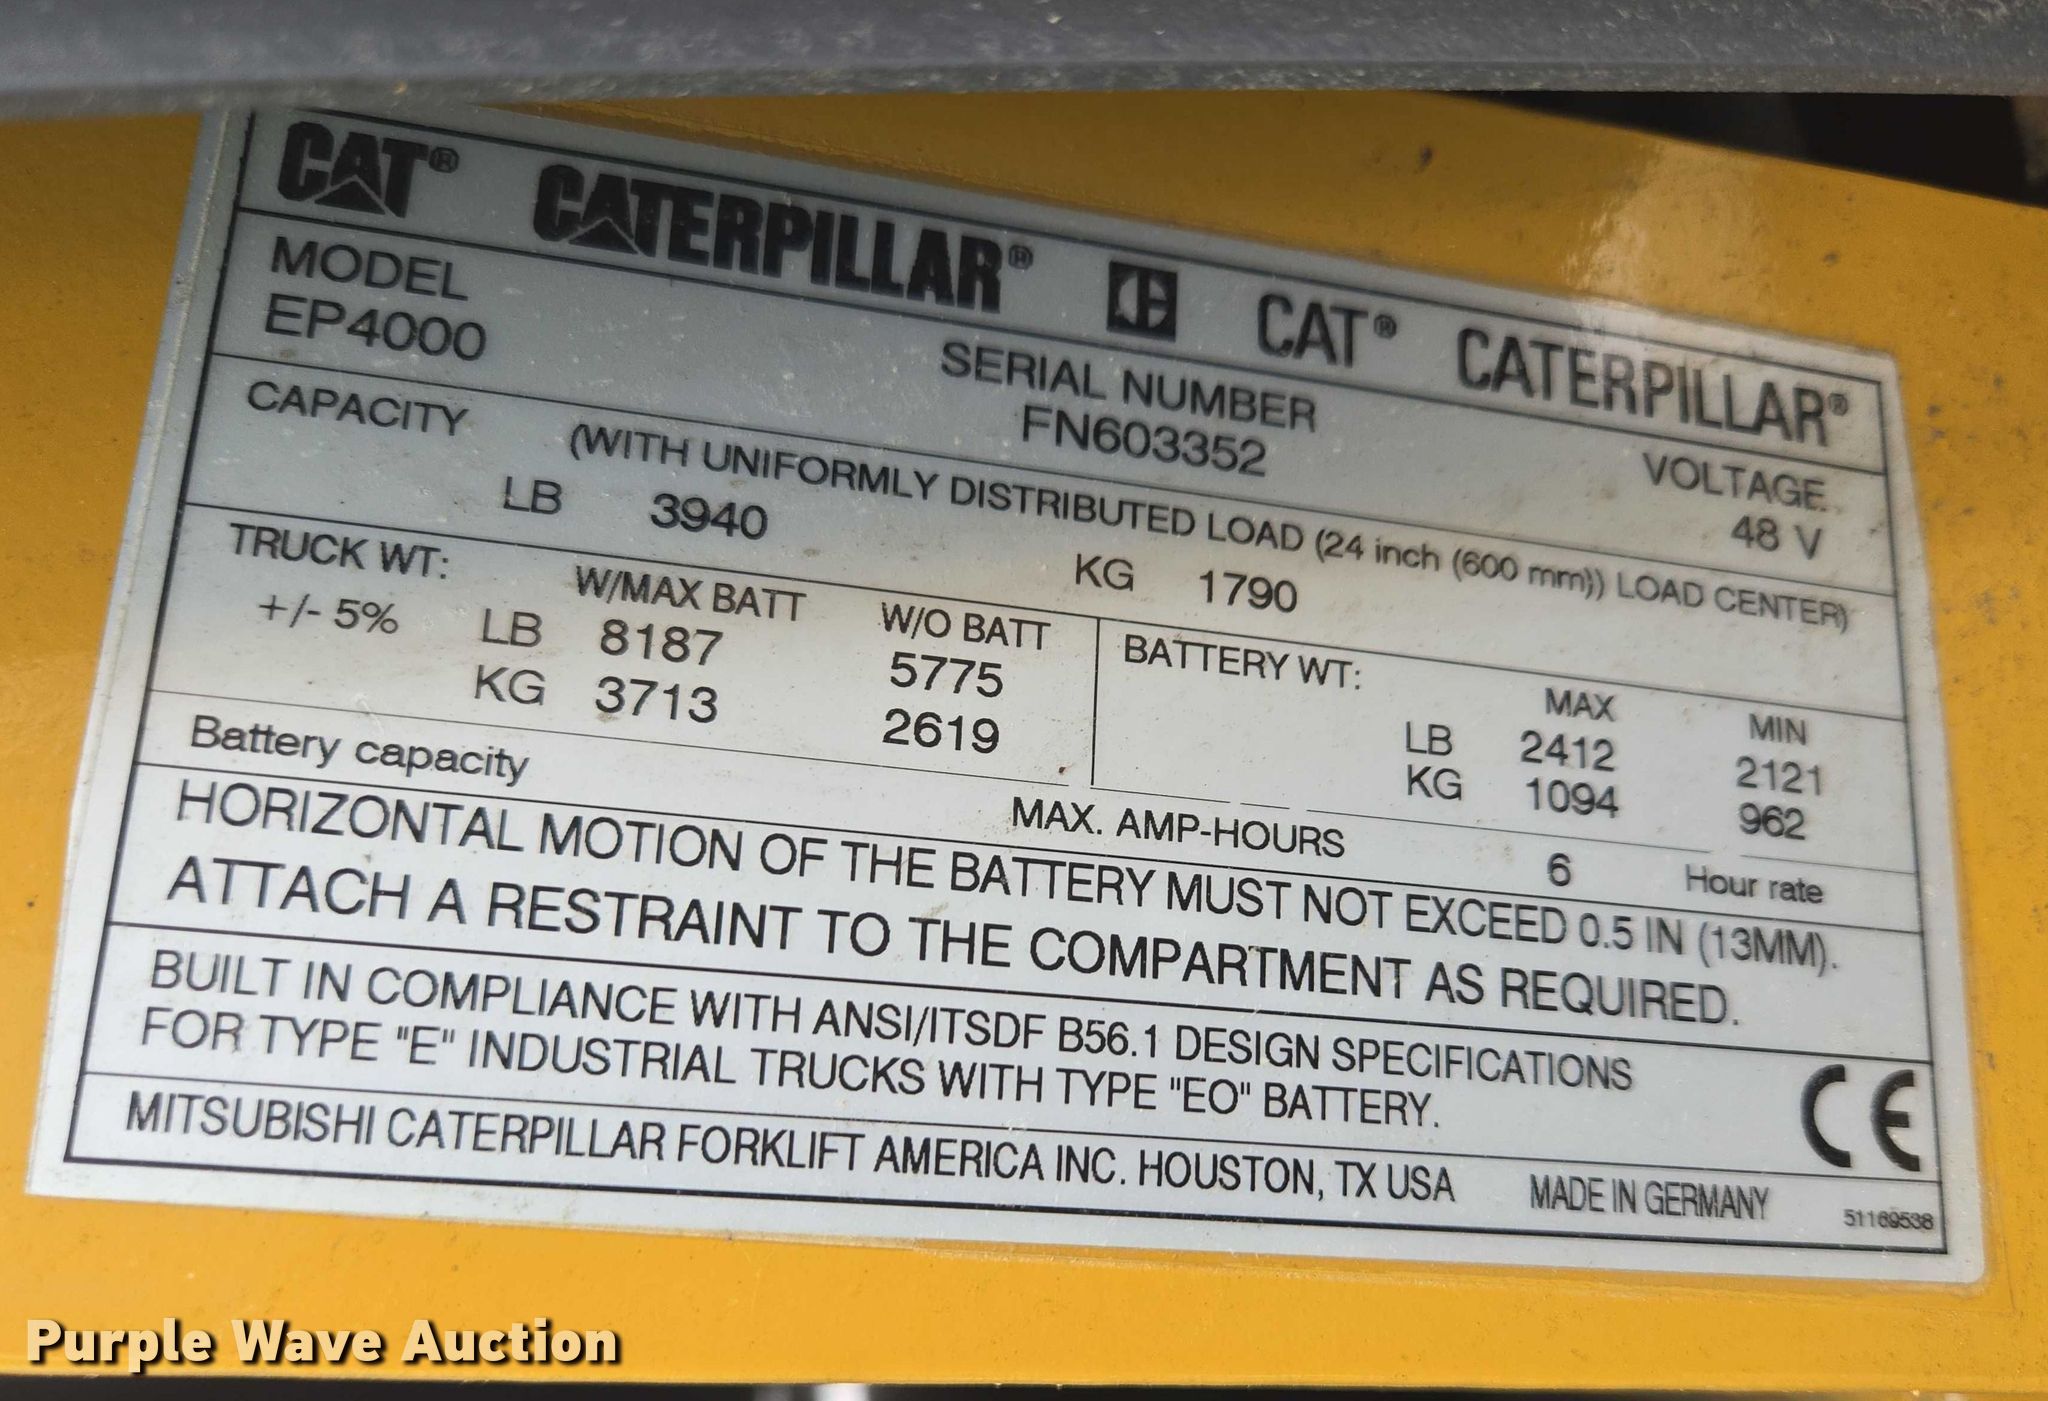 CAT® CATERPILLAR® CAT® CATERPILLAR®
MODEL SERIAL NUMBER VOLTAGE
EP4000 FN603352 48 V
CAPACITY (WITH UNIFORMLY DISTRIBUTED LOAD (24 inch (600 mm)) LOAD CENTER)
LB 3940 KG 1790
TRUCK WT: W/MAX BATT W/O BATT BATTERY WT: MAX MIN
+/- 5% LB 8187 5775 LB 2412 2121
KG 3713 2619 KG 1094 962
Battery capacity MAX. AMP-HOURS 6 Hour rate
HORIZONTAL MOTION OF THE BATTERY MUST NOT EXCEED 0.5 IN (13MM).
ATTACH A RESTRAINT TO THE COMPARTMENT AS REQUIRED.
BUILT IN COMPLIANCE WITH ANSI/ITSDF B56.1 DESIGN SPECIFICATIONS
FOR TYPE "E" INDUSTRIAL TRUCKS WITH TYPE "EO" BATTERY.
CE
MITSUBISHI CATERPILLAR FORKLIFT AMERICA INC. HOUSTON, TX USA MADE IN GERMANY 51169538
Purple Wave Auction